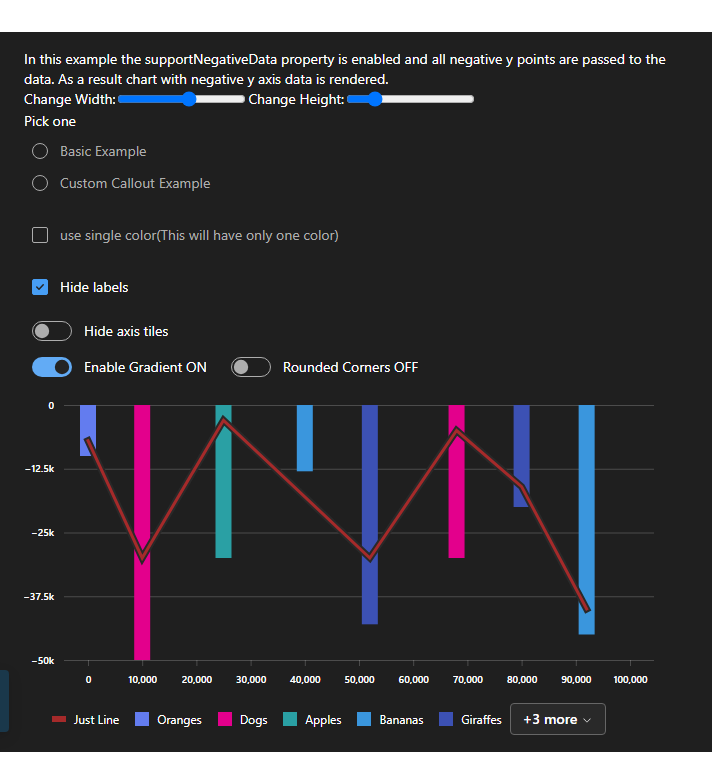 In this example the supportNegativeData property is enabled and all negative y points are passed to the
data. As a result chart with negative y axis data is rendered.
Change Width: Change Height:
Pick one
Basic Example
Custom Callout Example
use single color(This will have only one color)
Hide labels
Hide axis tiles
Enable Gradient ON Rounded Corners OFF
0
−12.5k
−25k
−37.5k
−50k
0 10,000 20,000 30,000 40,000 50,000 60,000 70,000 80,000 90,000 100,000
Just Line Oranges Dogs Apples Bananas Giraffes +3 more